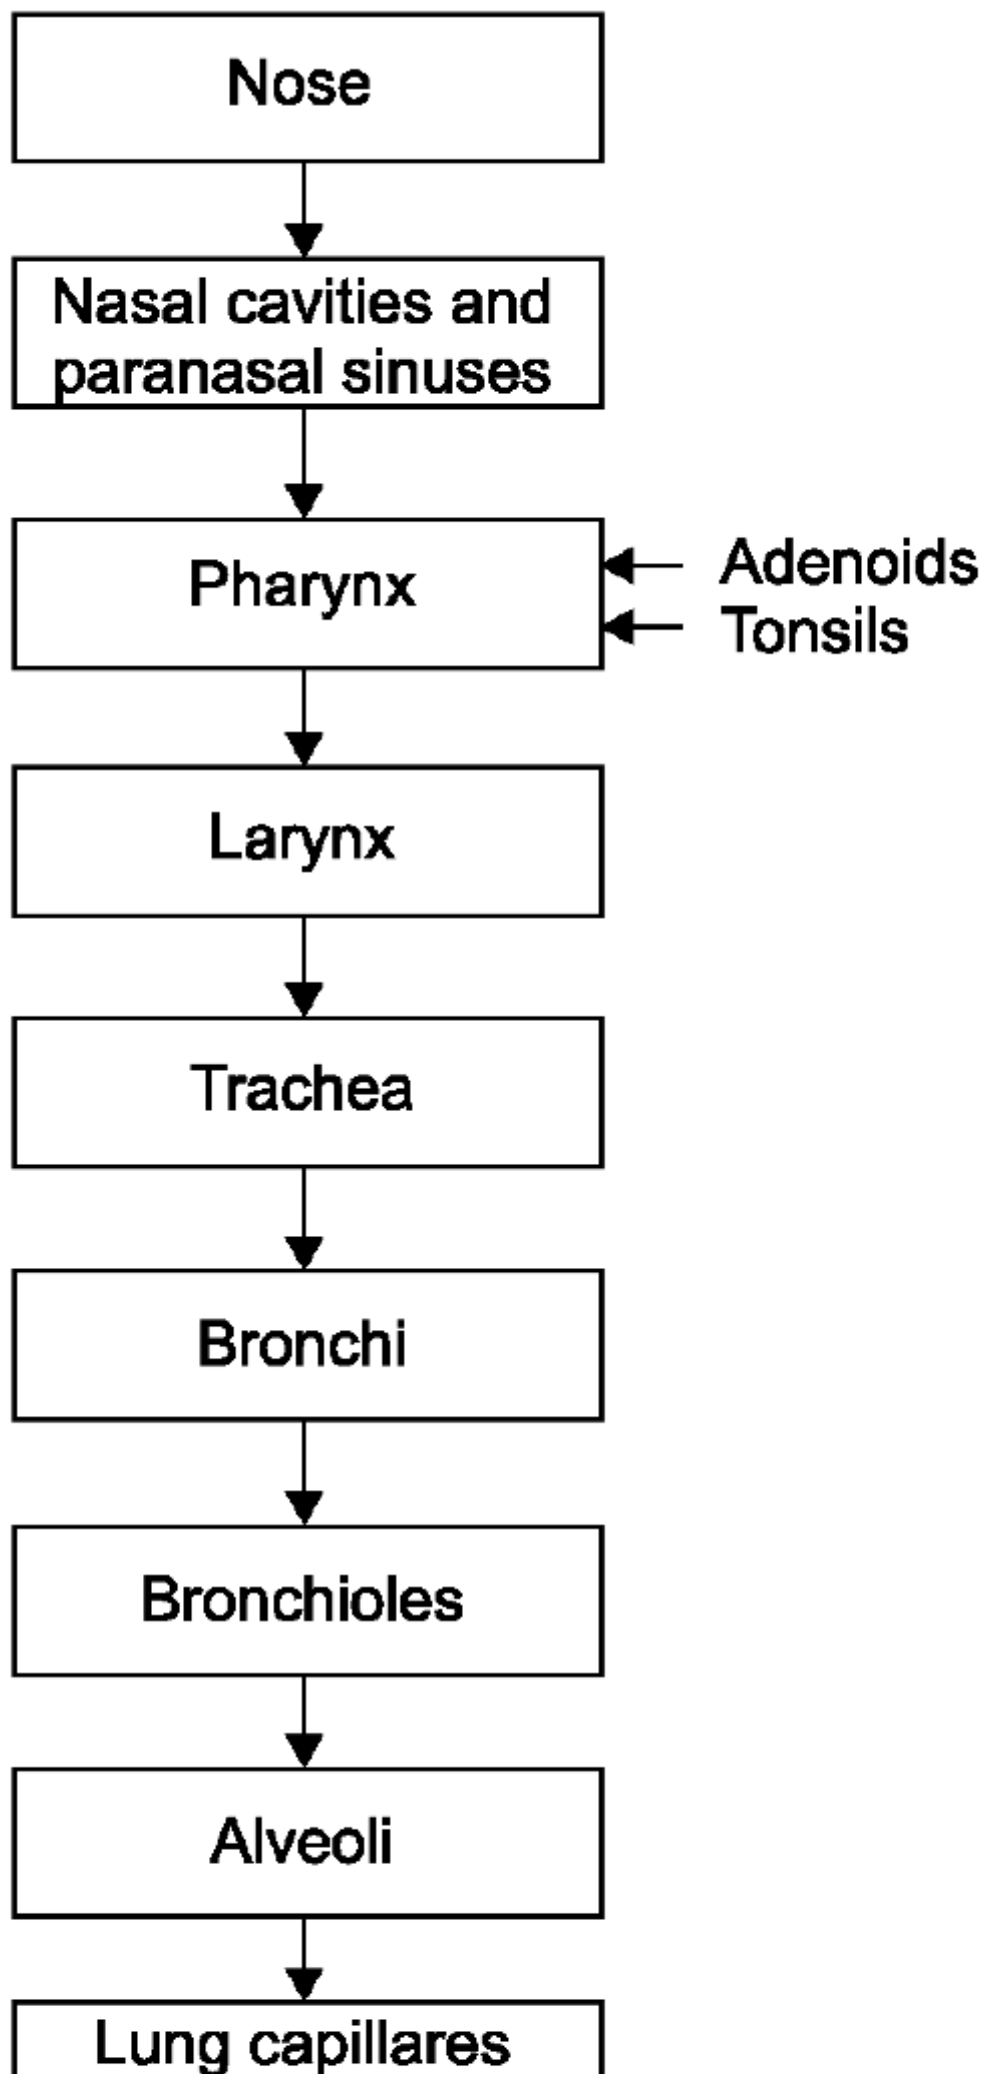 Nose
Nasal cavities and
paranasal sinuses
Pharynx
Adenoids
Tonsils
Larynx
Trachea
Bronchi
Bronchioles
Alveoli
Lung capillares